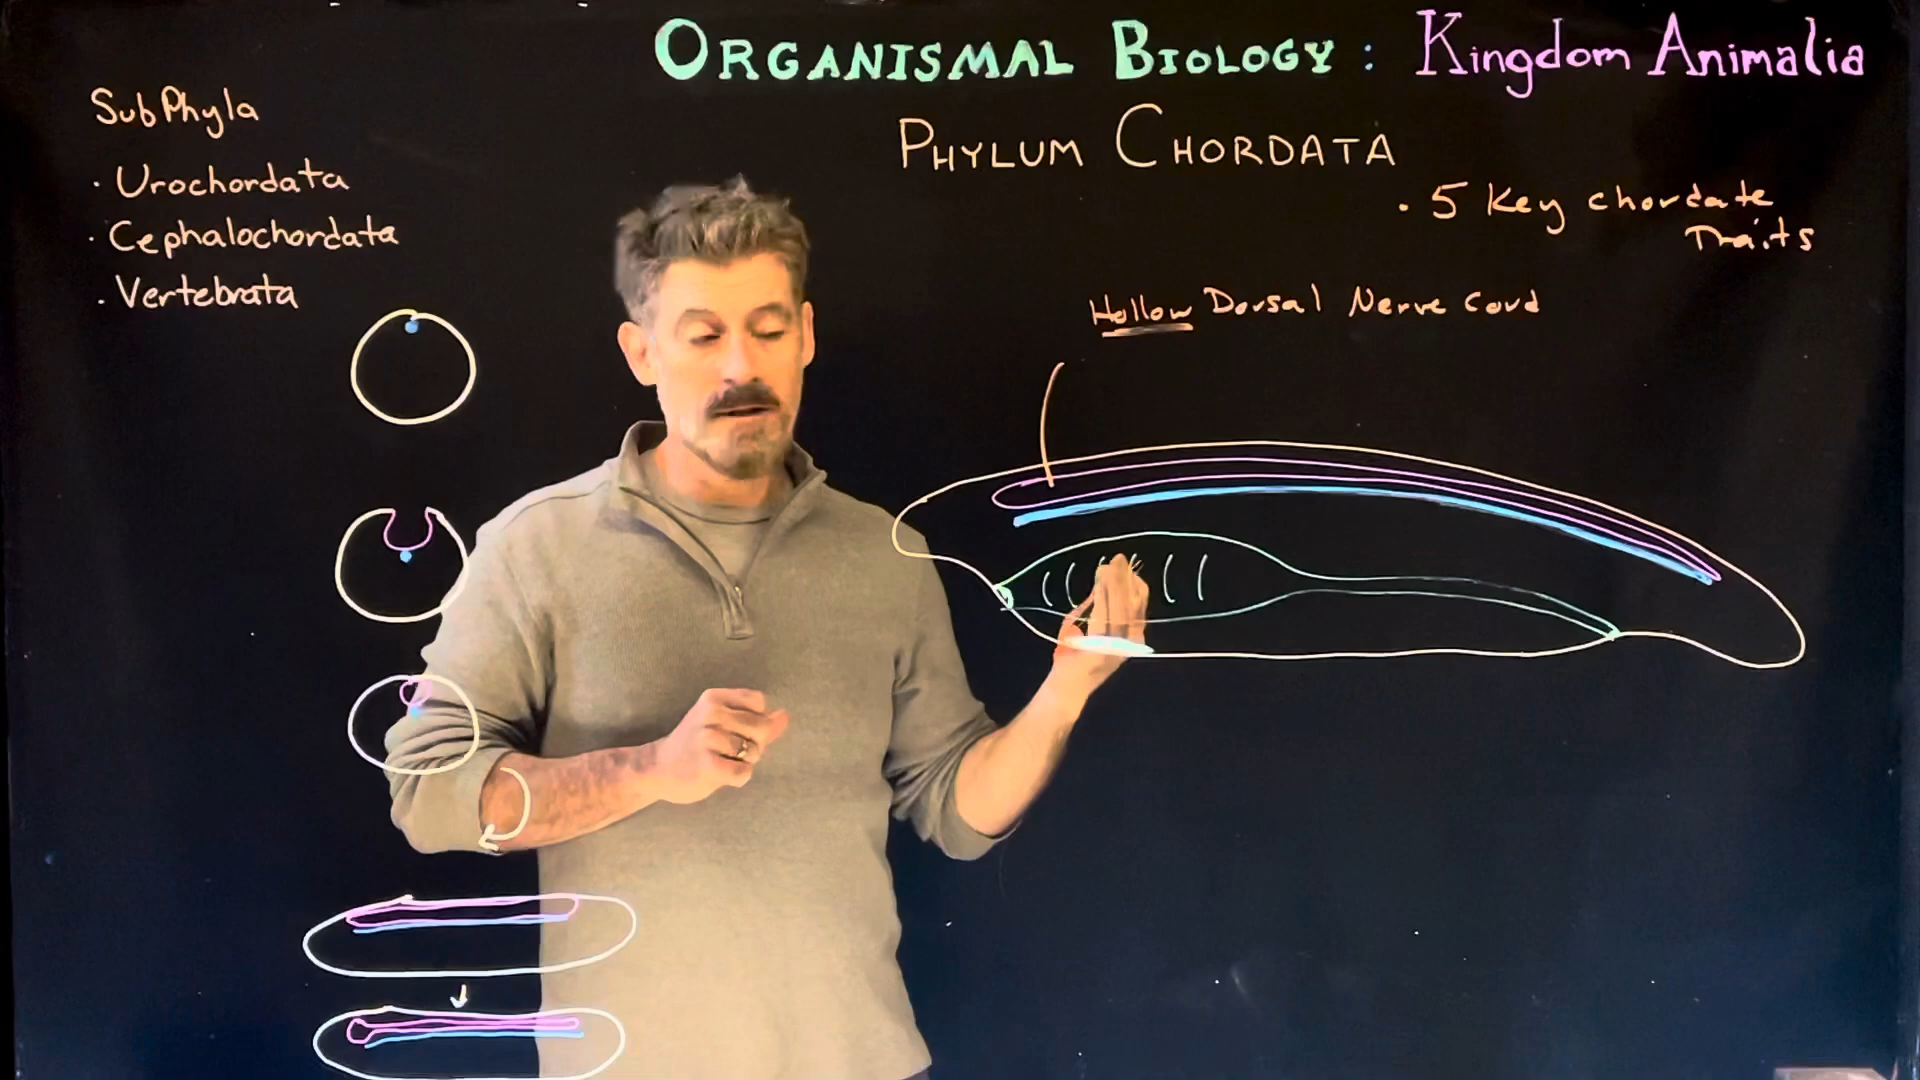 ORGANISMAL BIOLOGY: Kingdom Animalia
PHYLUM CHORDATA
SubPhyla
· Urochordata
· Cephalochordata
· Vertebrata
· 5 Key chordate
Traits
Hollow Dorsal Nerve Cord